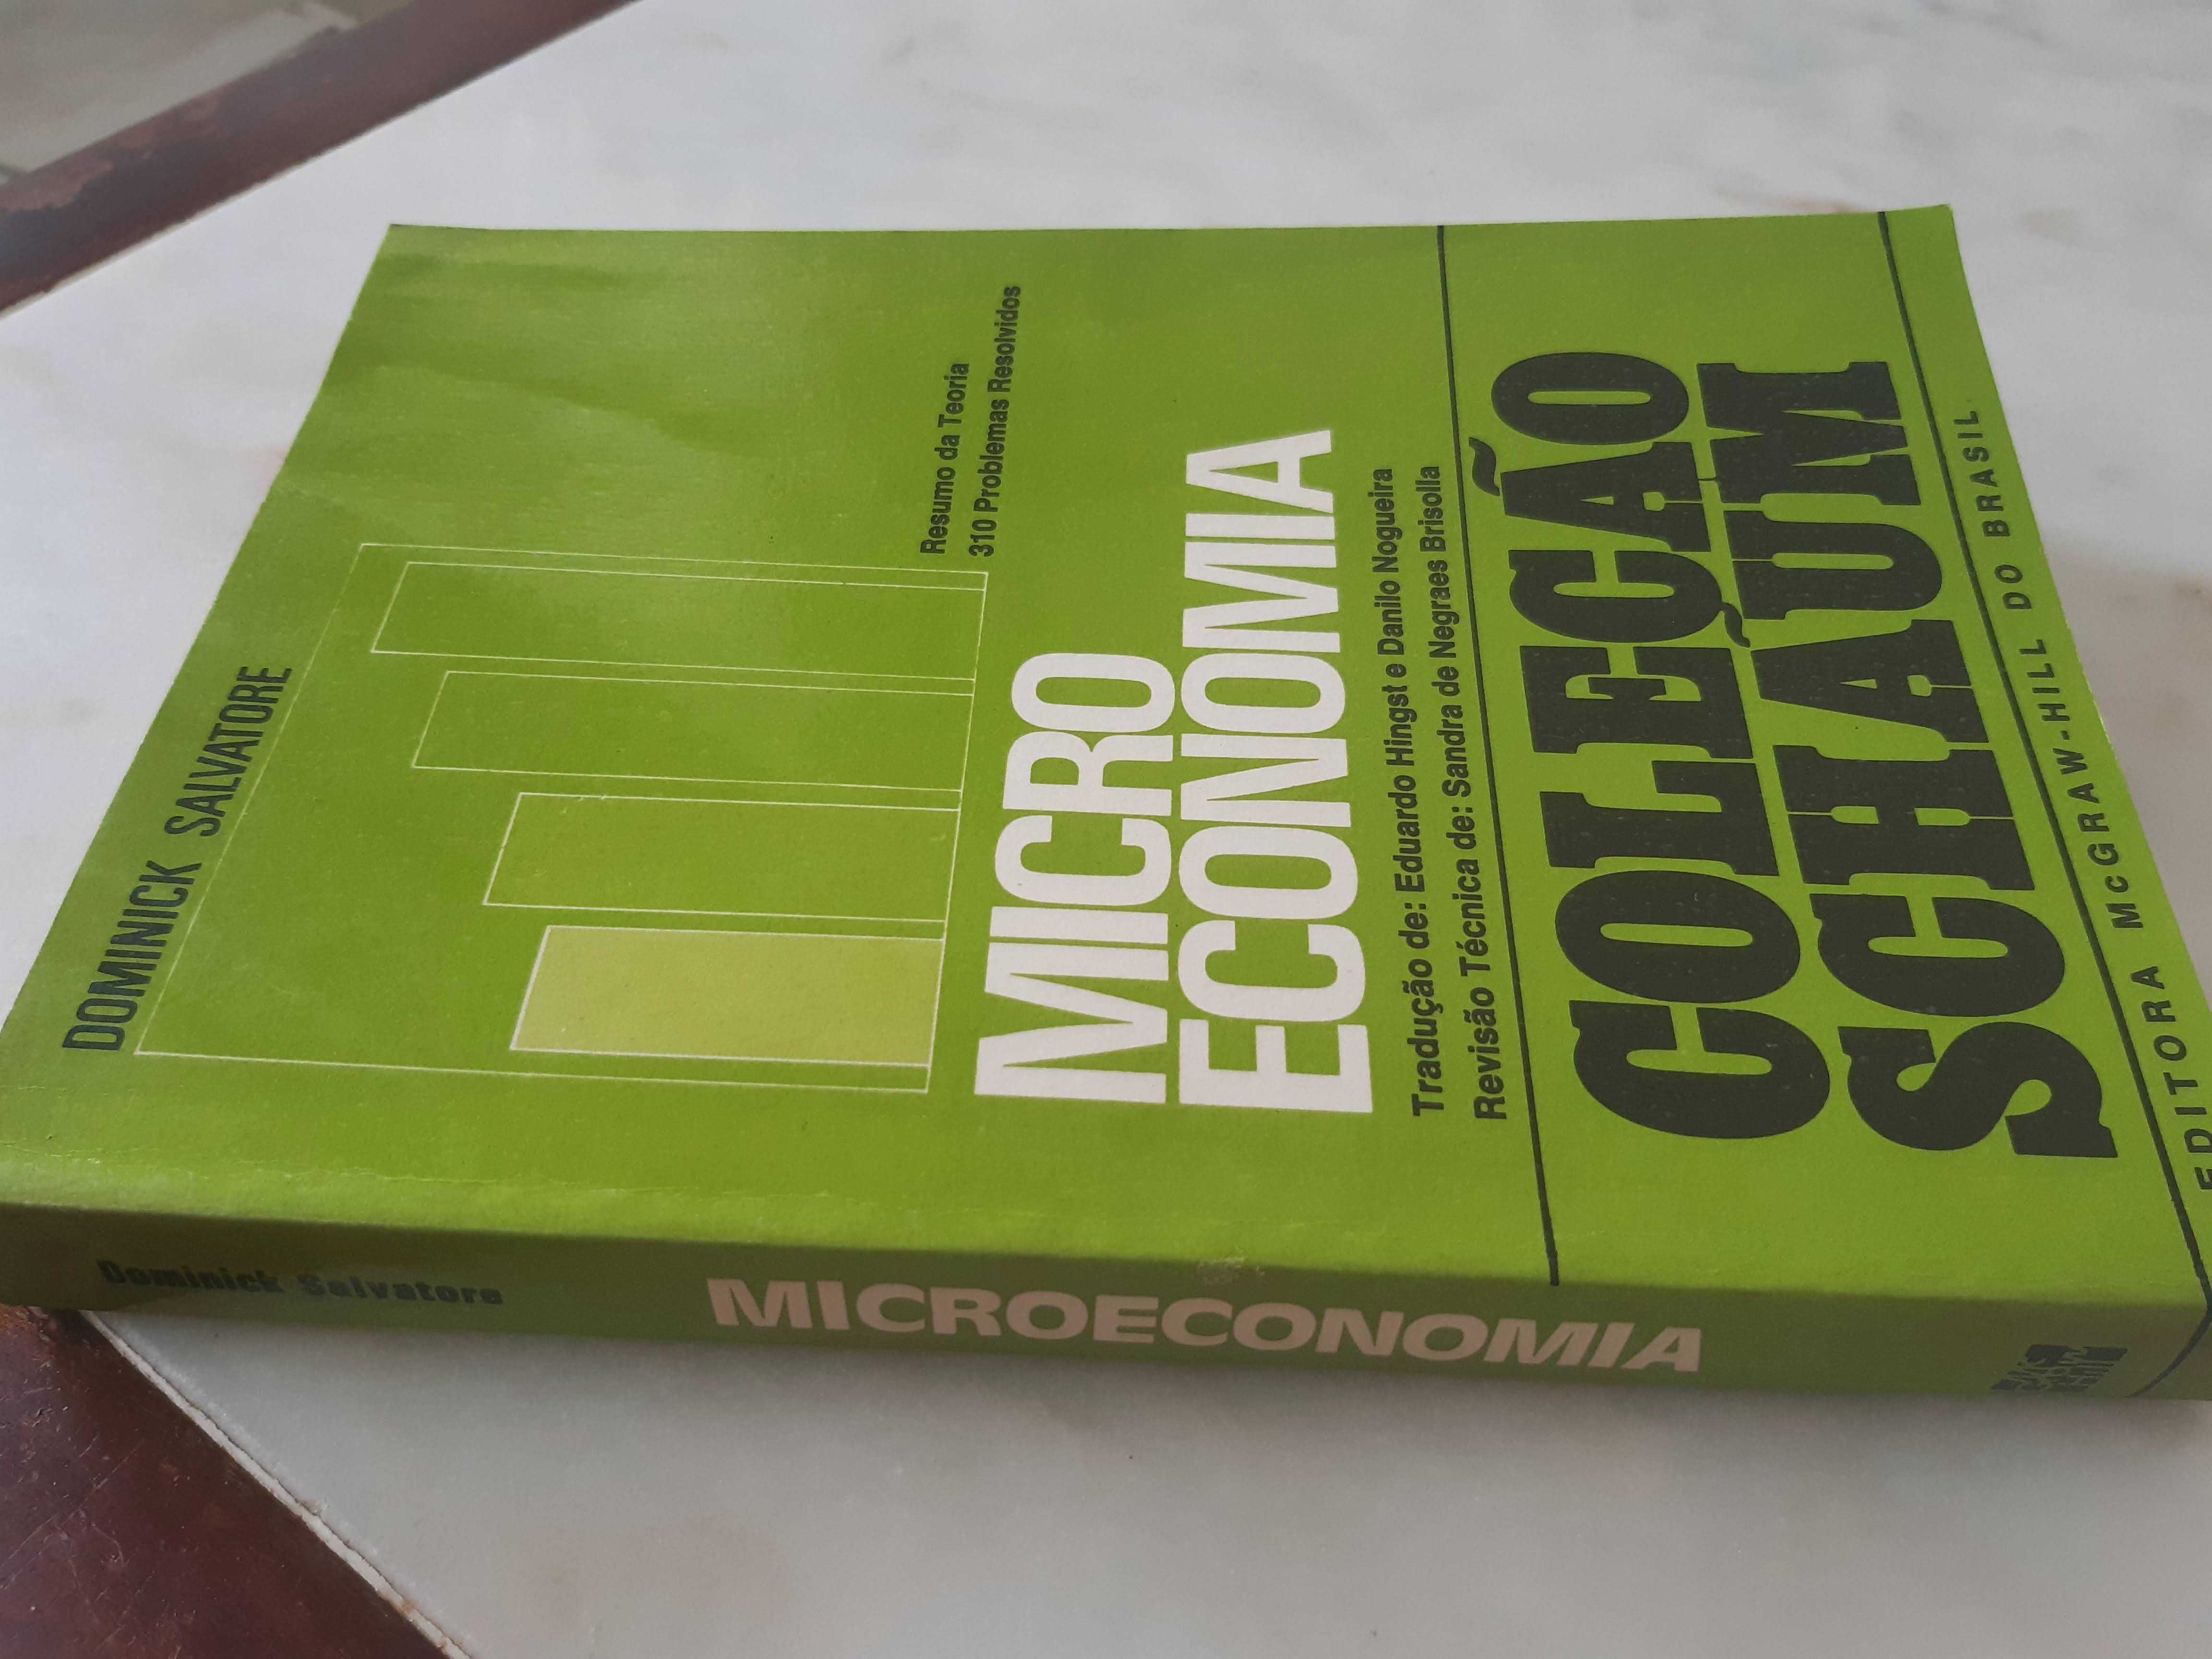 DOMINICK SALVATORE
Resumo da Teoria
310 Problemas Resolvidos
MICRO
ECONOMIA
Tradução de: Eduardo Hingst e Danilo Nogueira
Revisão Técnica de: Sandra de Negraes Brisolla
COLEÇÃO
SCHAUM
EDITORA McGRAW-HILL DO BRASIL
Dominick Salvatore
MICROECONOMIA